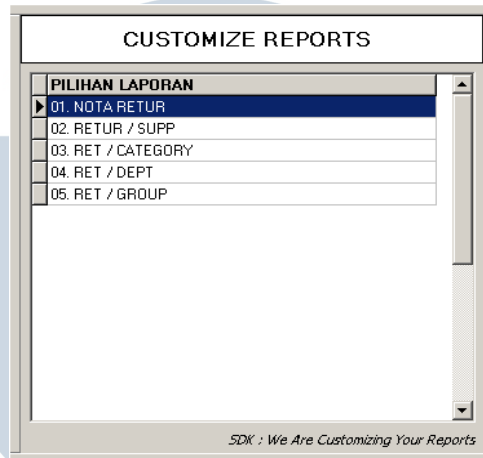 CUSTOMIZE REPORTS
PILIHAN LAPORAN
01. NOTA RETUR
02. RETUR / SUPP
03. RET / CATEGORY
04. RET / DEPT
05. RET / GROUP
SDK : We Are Customizing Your Reports